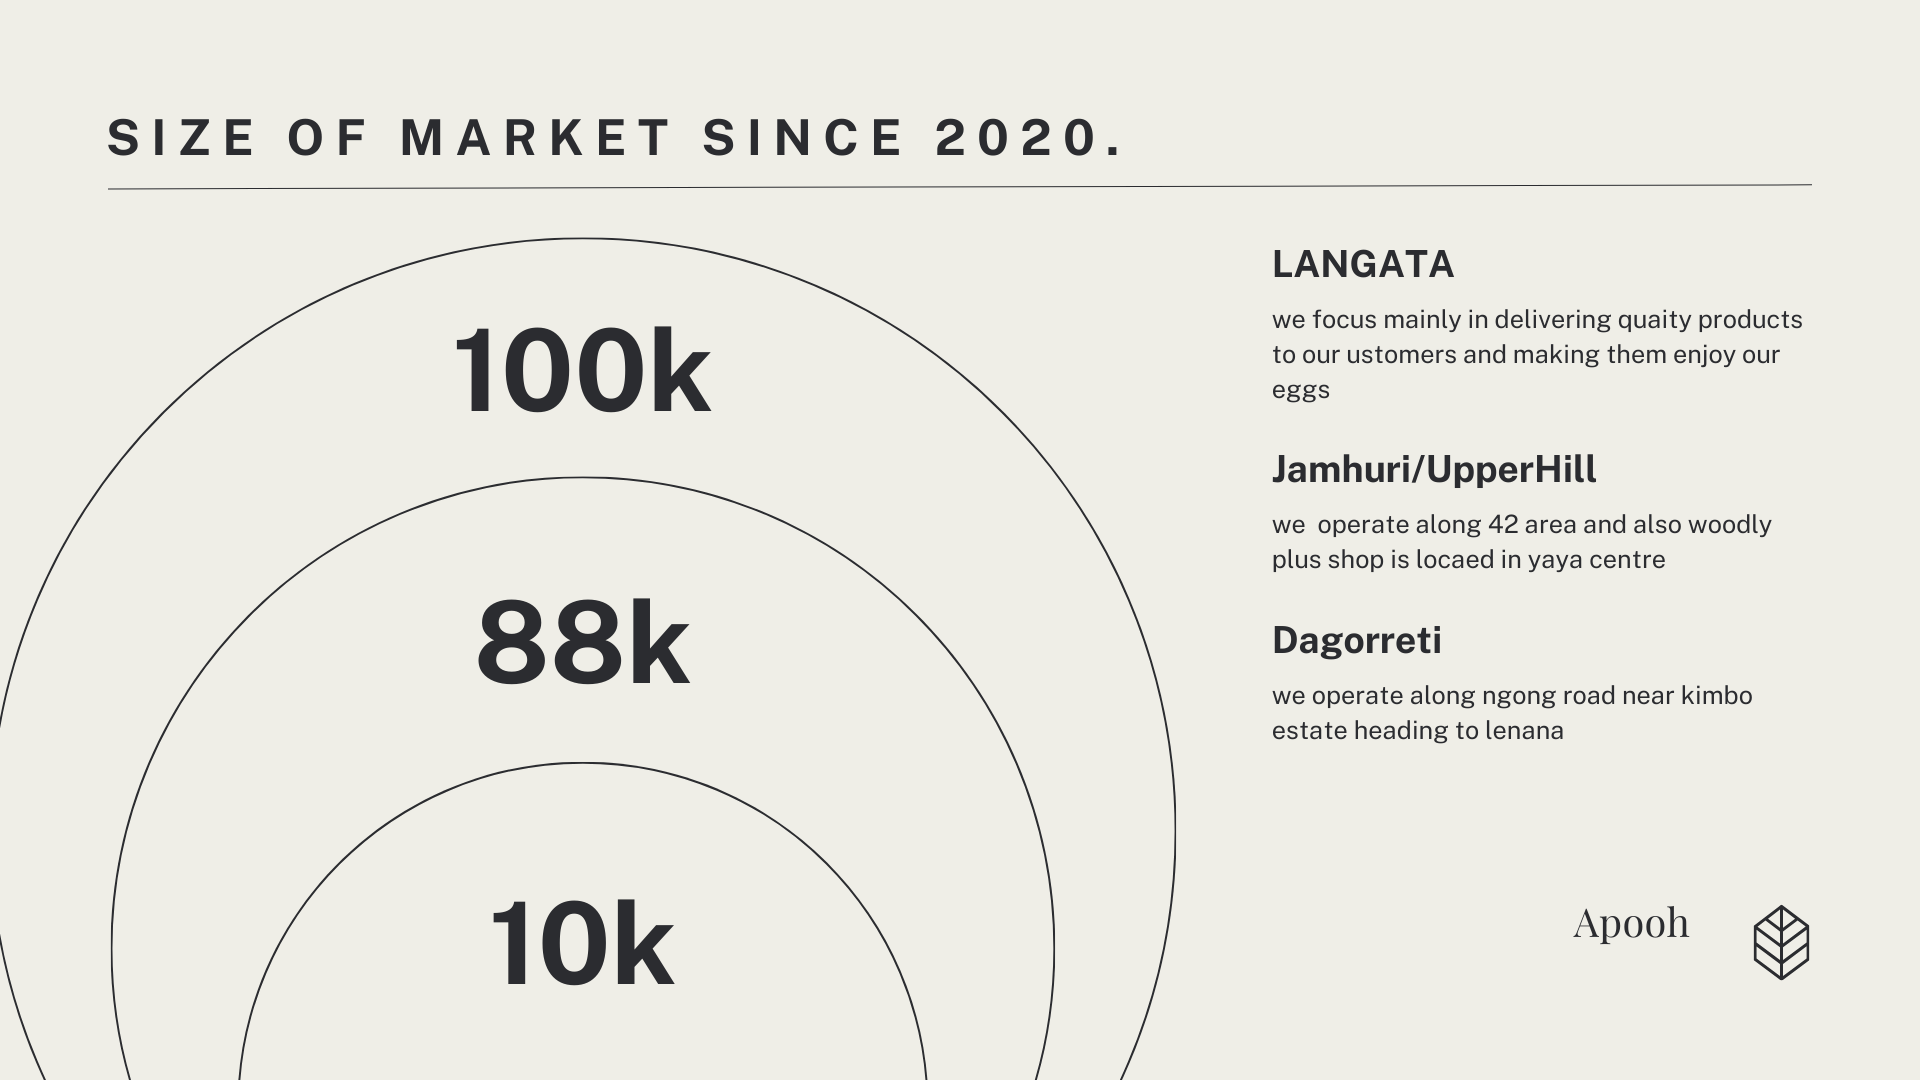 SIZE OF MARKET SINCE 2020.
100k
88k
10k
LANGATA
we focus mainly in delivering quaity products
to our ustomers and making them enjoy our
eggs
Jamhuri/UpperHill
we  operate along 42 area and also woodly
plus shop is locaed in yaya centre
Dagorreti
we operate along ngong road near kimbo
estate heading to lenana
Apooh